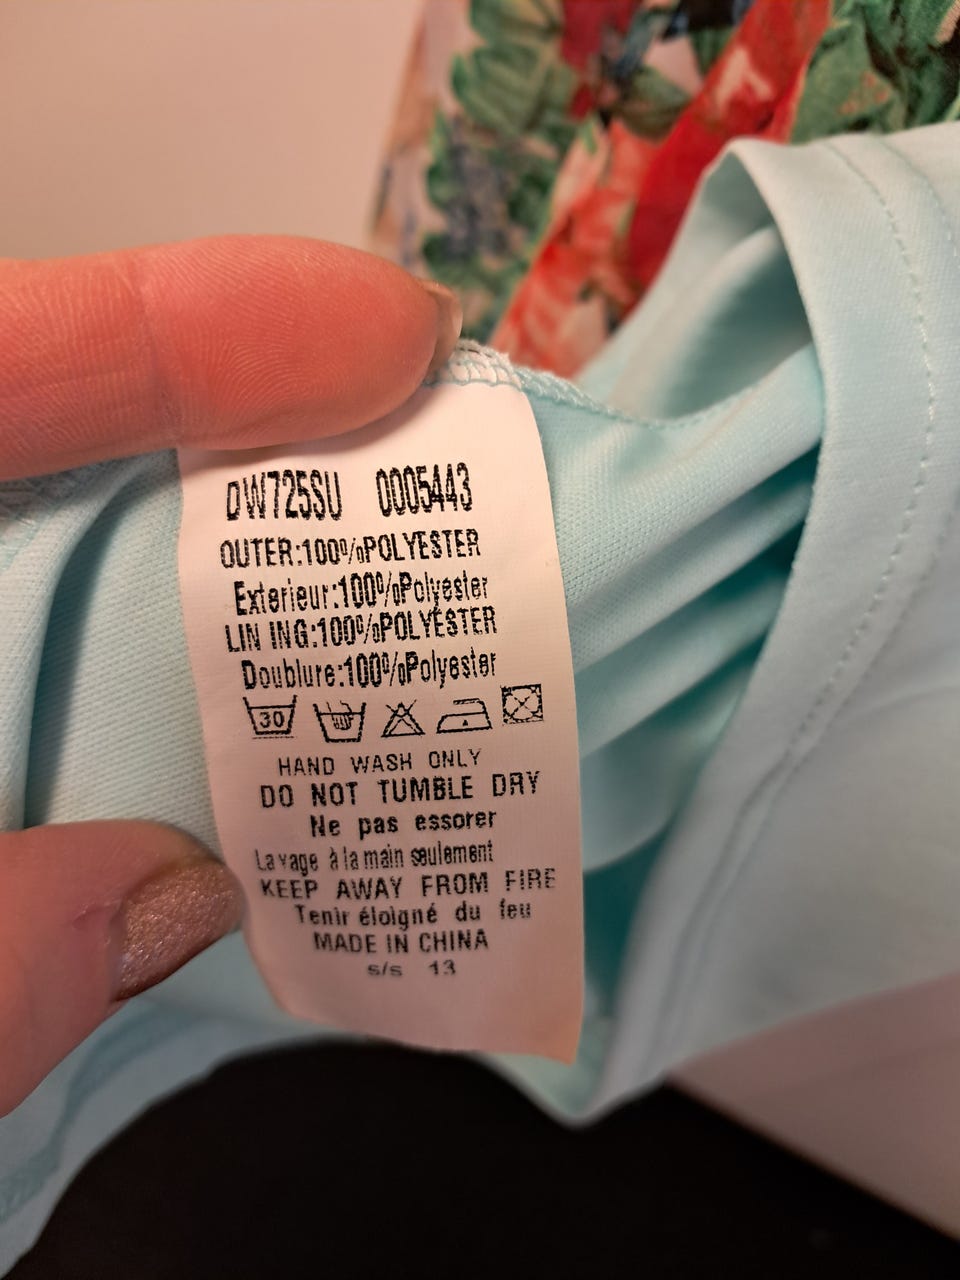 DW725SU 0005443
OUTER:100%POLYESTER
Exterieur:100%Polyester
LIN ING:100%POLYESTER
Doublure:100%Polyester
30
HAND WASH ONLY
DO NOT TUMBLE DRY
Ne pas essorer
Lavage à la main seulement
KEEP AWAY FROM FIRE
Tenir éloigné du feu
MADE IN CHINA
s/s 13